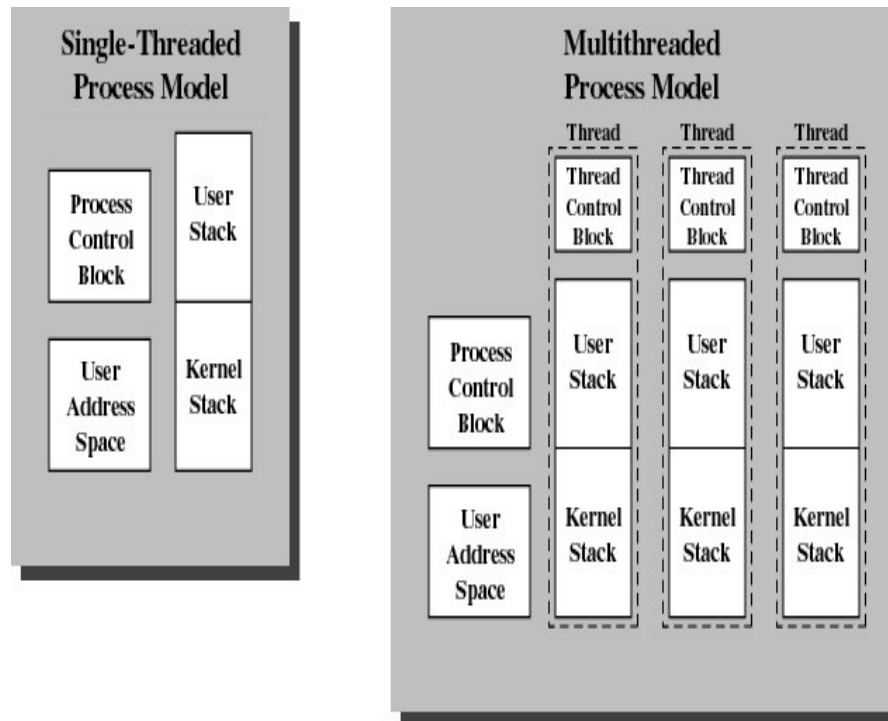 Single-Threaded
Process Model
Process
Control
Block
User
Stack
User
Address
Space
Kernel
Stack
Multithreaded
Process Model
Thread
Thread
Thread
Thread
Control
Block
Thread
Control
Block
Thread
Control
Block
Process
Control
Block
User
Stack
User
Stack
User
Stack
User
Address
Space
Kernel
Stack
Kernel
Stack
Kernel
Stack